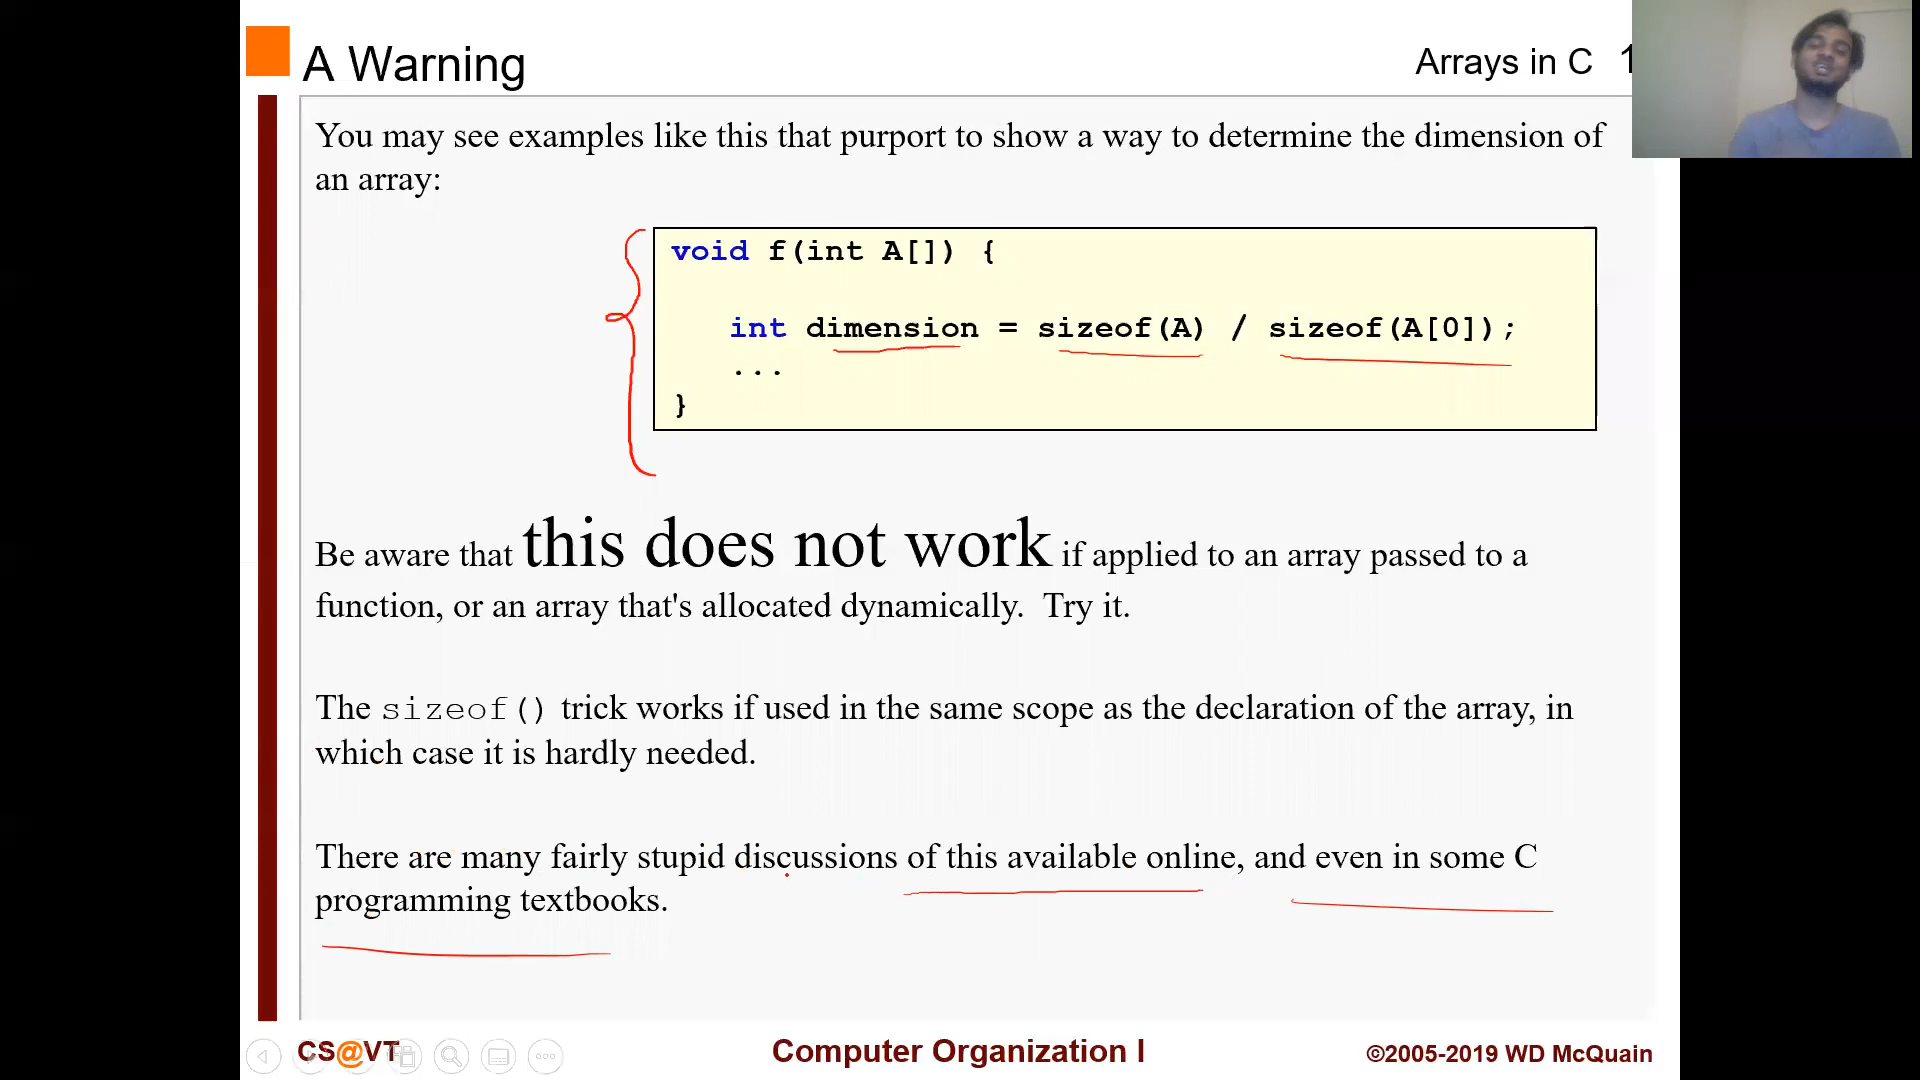 A Warning
Arrays in C
You may see examples like this that purport to show a way to determine the dimension of
an array:
void f(int A[]) {
int dimension = sizeof(A) / sizeof(A[0]);
...
}
Be aware that this does not work if applied to an array passed to a
function, or an array that's allocated dynamically. Try it.
The sizeof() trick works if used in the same scope as the declaration of the array, in
which case it is hardly needed.
There are many fairly stupid discussions of this available online, and even in some C
programming textbooks.
CS@VT
Computer Organization I
©2005-2019 WD McQuain